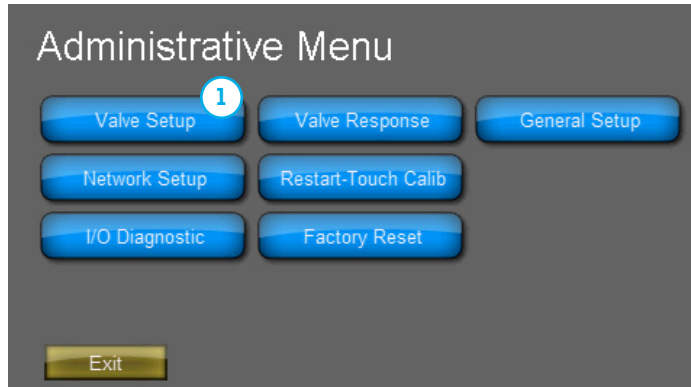 Administrative Menu
1
Valve Setup
Valve Response
General Setup
Network Setup
Restart-Touch Calib
I/O Diagnostic
Factory Reset
Exit